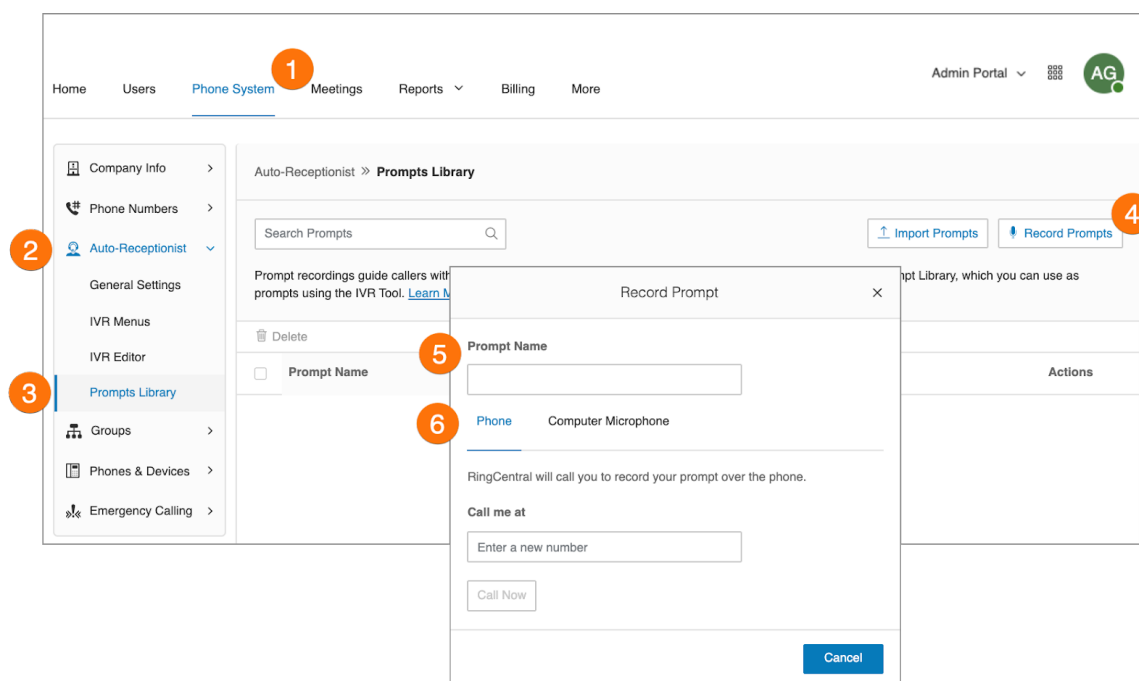 1
Admin Portal
AG
Home Users Phone System Meetings Reports Billing More
Company Info
Phone Numbers
2
Auto-Receptionist
General Settings
IVR Menus
IVR Editor
3
Prompts Library
Groups
Phones & Devices
Emergency Calling
Auto-Receptionist » Prompts Library
4
Search Prompts
Import Prompts
Record Prompts
Prompt recordings guide callers with
prompts using the IVR Tool. Learn
pt Library, which you can use as
Delete
Prompt Name
Actions
Record Prompt
5
Prompt Name
6
Phone Computer Microphone
RingCentral will call you to record your prompt over the phone.
Call me at
Enter a new number
Call Now
Cancel